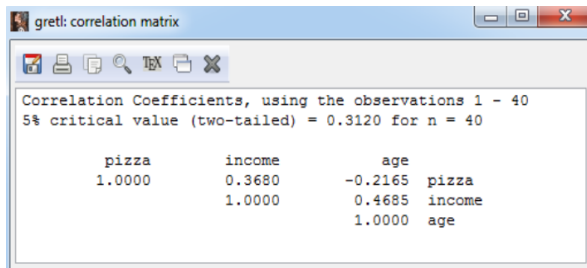 gretl: correlation matrix
TEX
Correlation Coefficients, using the observations 1 - 40
5% critical value (two-tailed) = 0.3120 for n = 40
pizza income age
1.0000 0.3680 -0.2165 pizza
1.0000 0.4685 income
1.0000 age